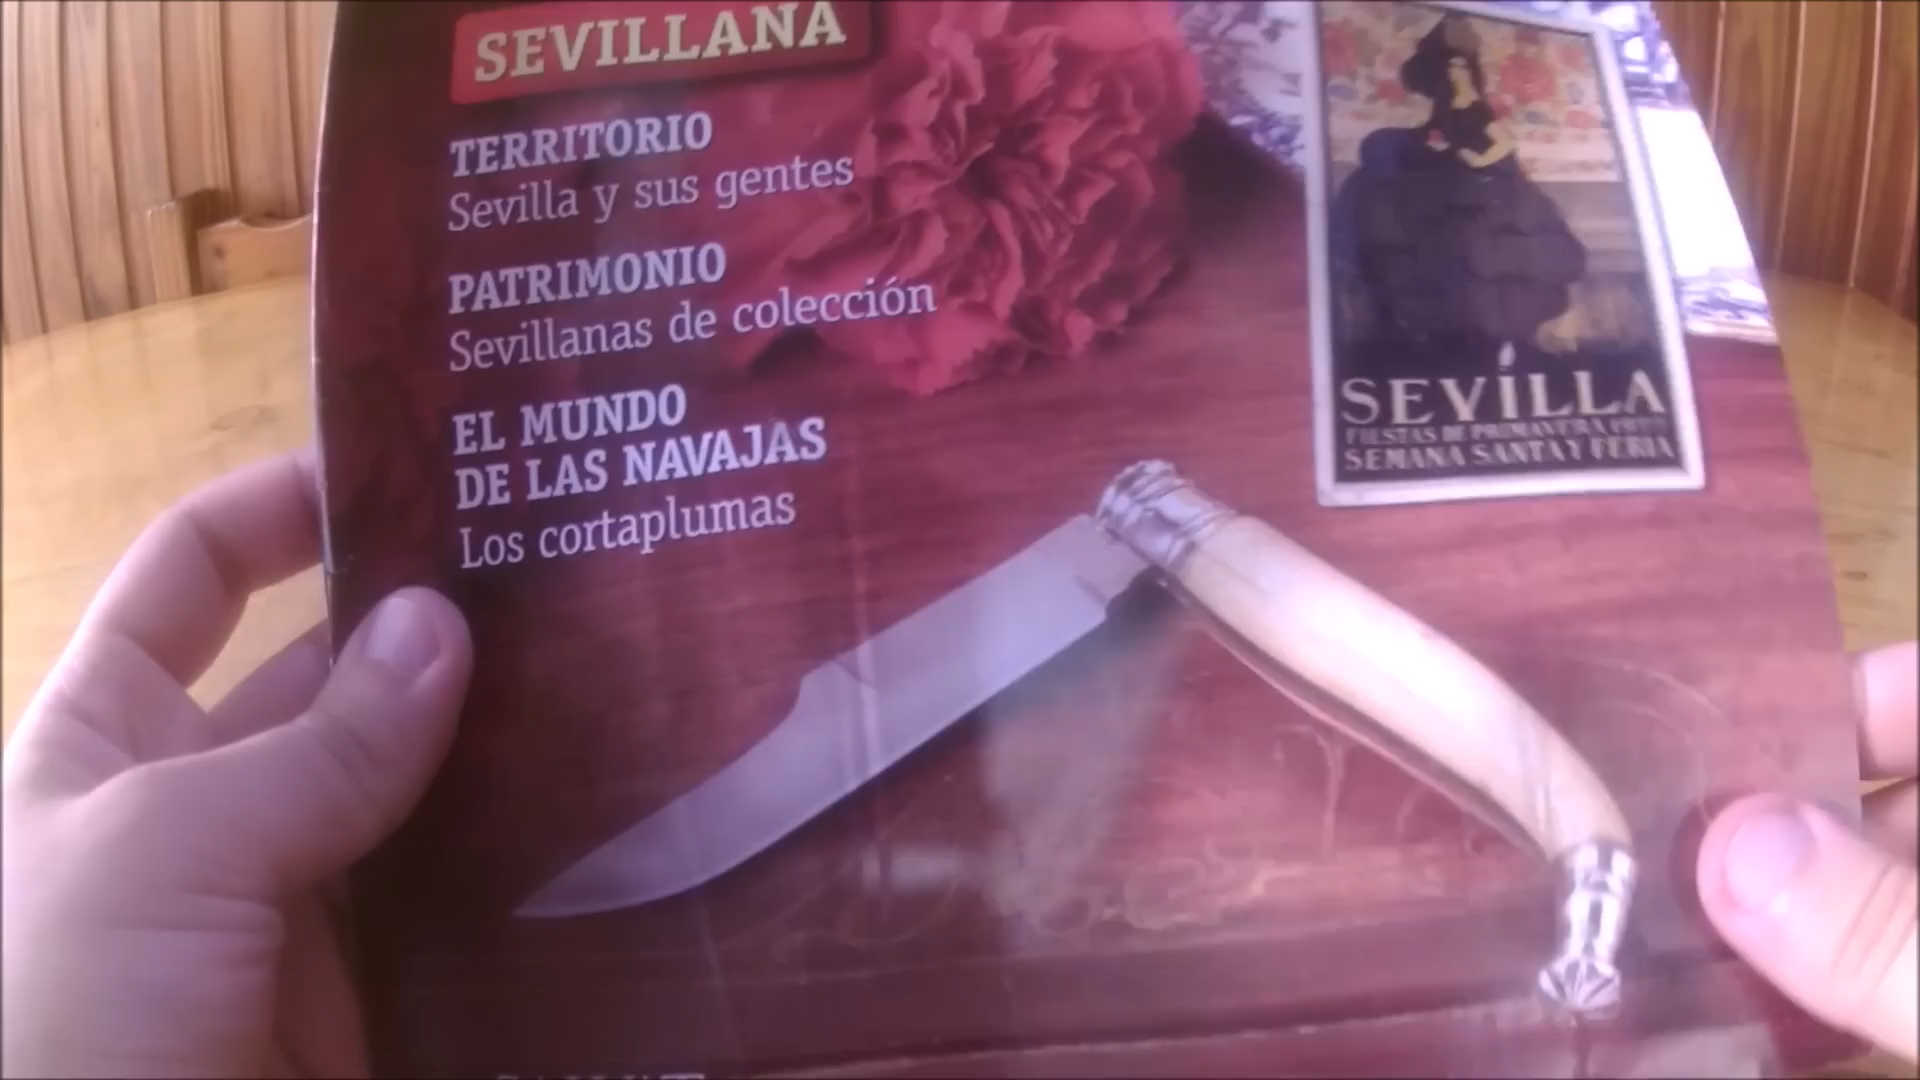 SEVILLANA
TERRITORIO
Sevilla y sus gentes
PATRIMONIO
Sevillanas de colección
EL MUNDO
DE LAS NAVAJAS
Los cortaplumas
SEVILLA
FIESTAS DE PRIMAVERA
SEMANA SANTA Y FERIA